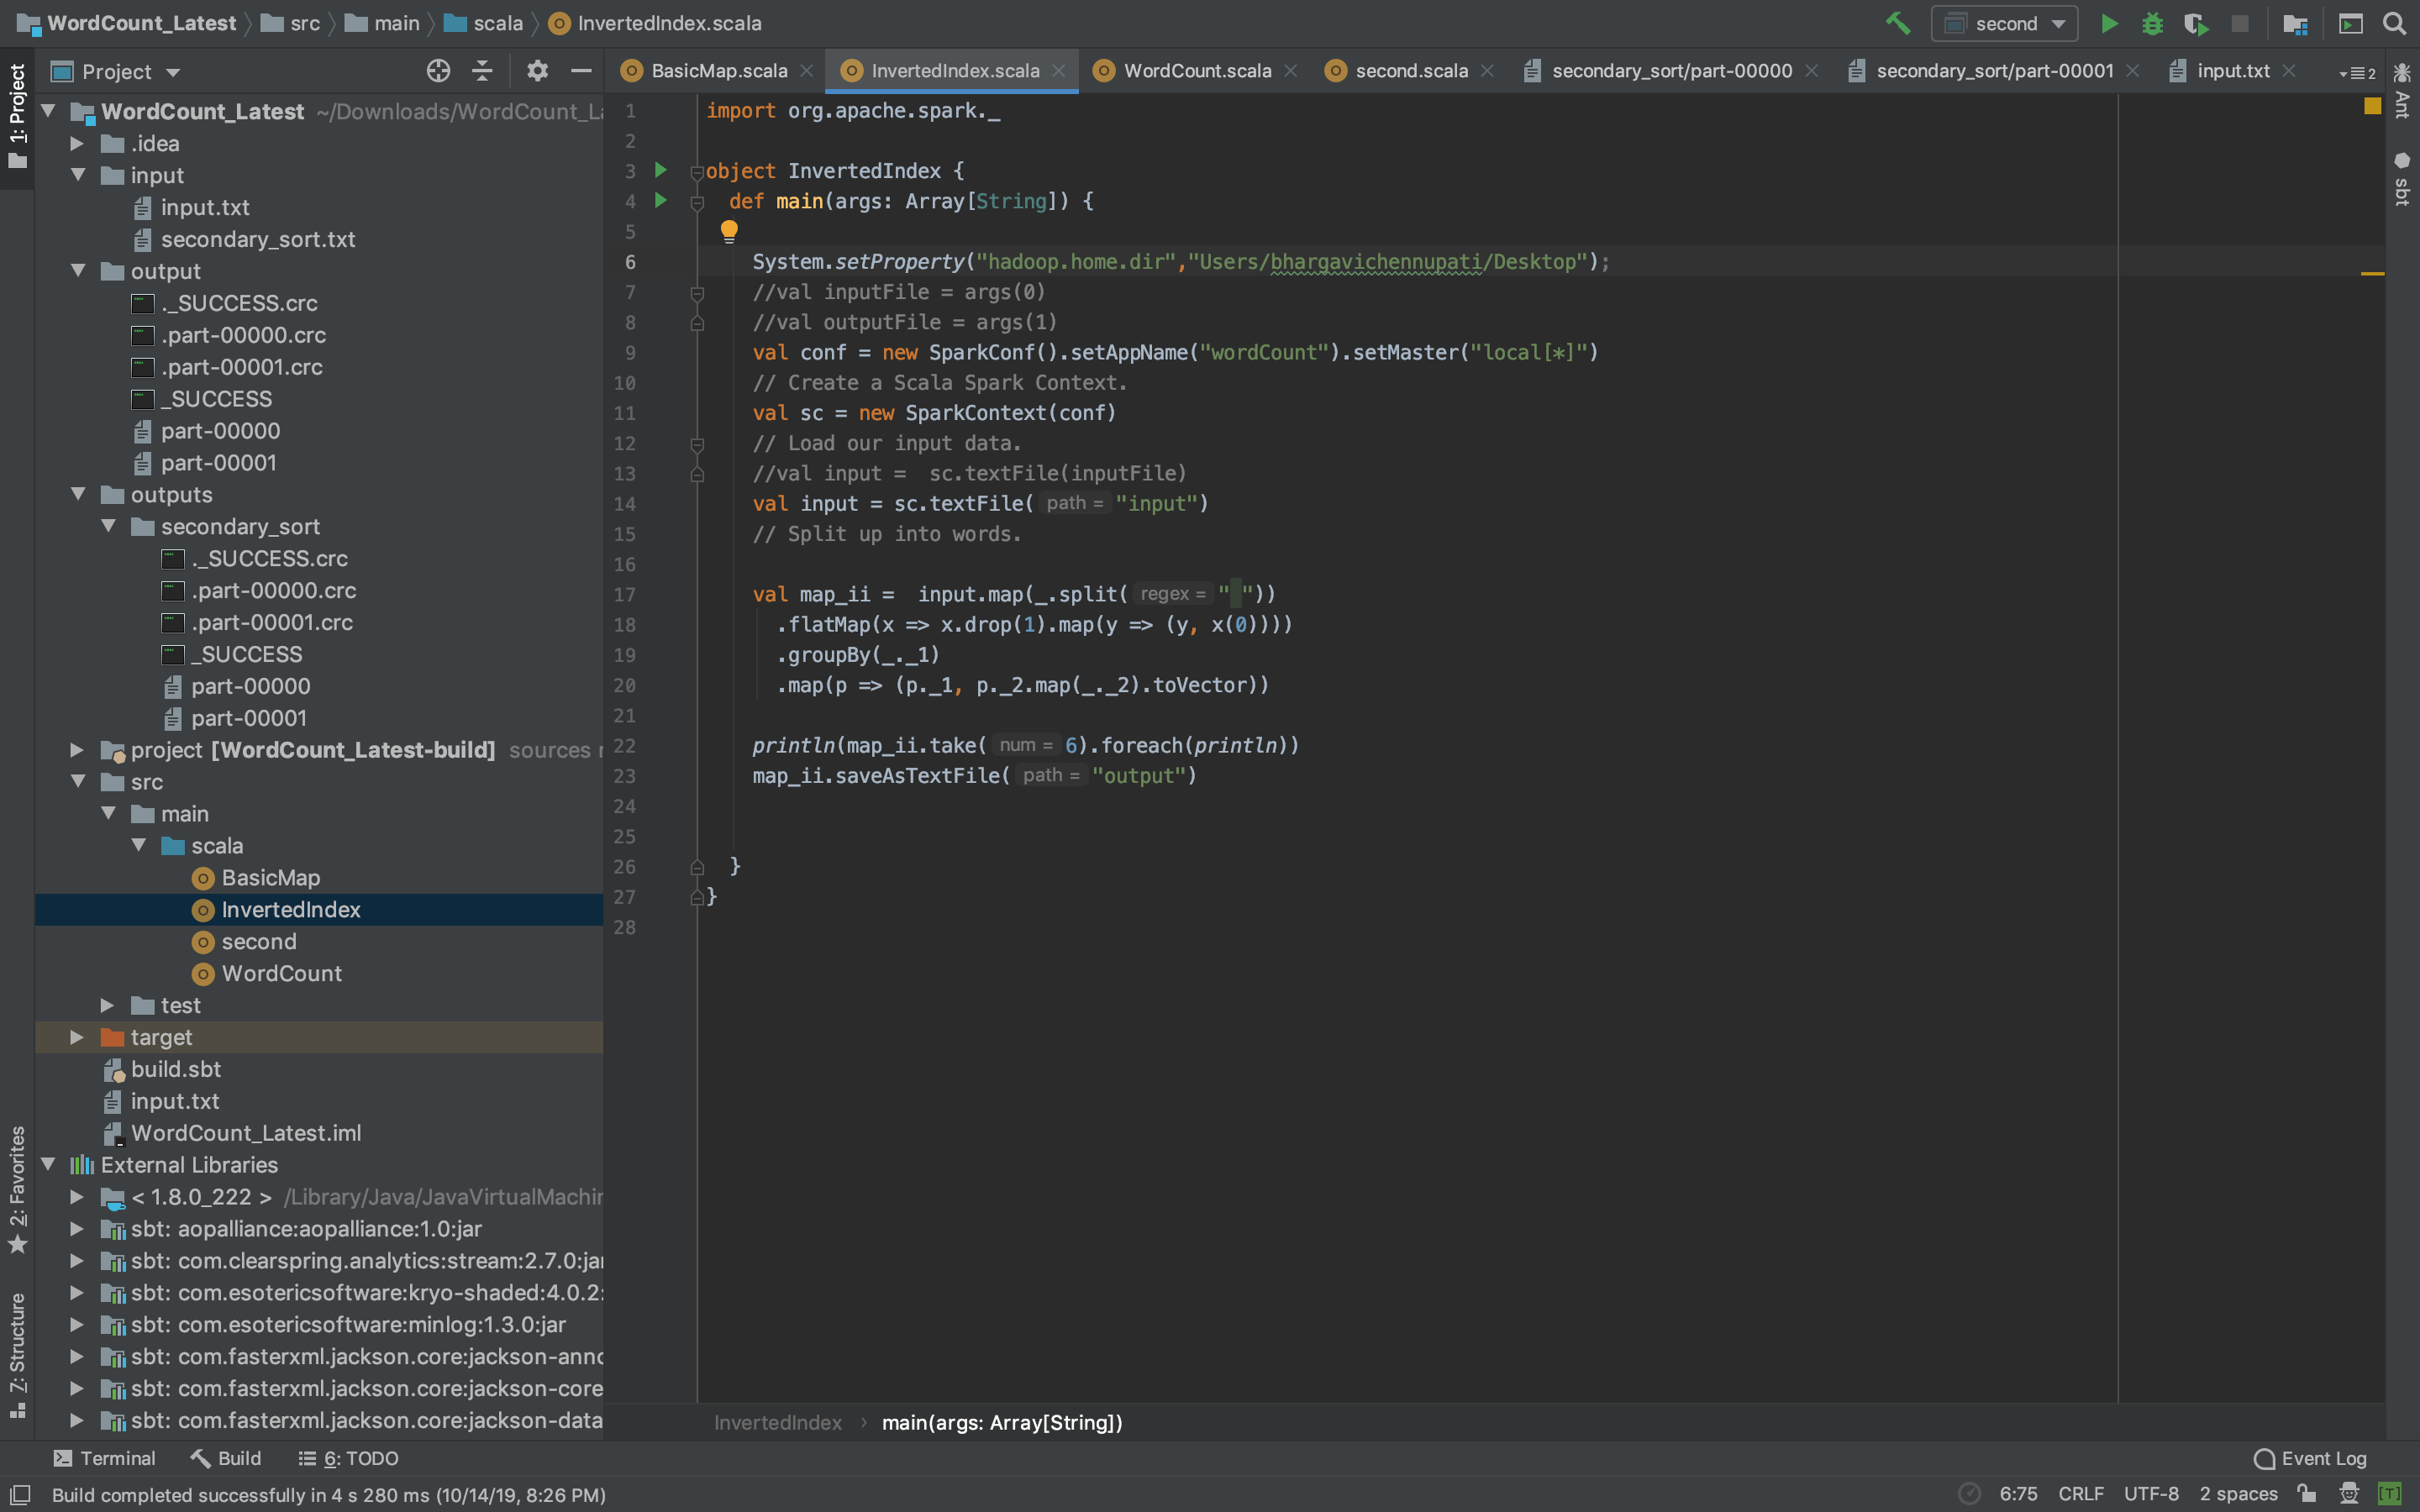 WordCount_Latest src main scala InvertedIndex.scala second
Project
BasicMap.scala InvertedIndex.scala WordCount.scala second.scala secondary_sort/part-00000 secondary_sort/part-00001 input.txt 2
1: Project
WordCount_Latest ~/Downloads/WordCount_L
.idea
input
input.txt
secondary_sort.txt
output
._SUCCESS.crc
.part-00000.crc
.part-00001.crc
_SUCCESS
part-00000
part-00001
outputs
secondary_sort
._SUCCESS.crc
.part-00000.crc
.part-00001.crc
_SUCCESS
part-00000
part-00001
project [WordCount_Latest-build] sources r
src
main
scala
BasicMap
InvertedIndex
second
WordCount
test
target
build.sbt
input.txt
WordCount_Latest.iml
External Libraries
< 1.8.0_222 > /Library/Java/JavaVirtualMachin
sbt: aopalliance:aopalliance:1.0:jar
sbt: com.clearspring.analytics:stream:2.7.0:jar
sbt: com.esotericsoftware:kryo-shaded:4.0.2:
sbt: com.esotericsoftware:minlog:1.3.0:jar
sbt: com.fasterxml.jackson.core:jackson-anno
sbt: com.fasterxml.jackson.core:jackson-core
sbt: com.fasterxml.jackson.core:jackson-data
2: Favorites
7: Structure
1 import org.apache.spark._
2
3 object InvertedIndex {
4 def main(args: Array[String]) {
5
6 System.setProperty("hadoop.home.dir","Users/bhargavichennupati/Desktop");
7 //val inputFile = args(0)
8 //val outputFile = args(1)
9 val conf = new SparkConf().setAppName("wordCount").setMaster("local[*]")
10 // Create a Scala Spark Context.
11 val sc = new SparkContext(conf)
12 // Load our input data.
13 //val input =  sc.textFile(inputFile)
14 val input = sc.textFile( path = "input")
15 // Split up into words.
16
17 val map_ii =  input.map(_.split( regex = " "))
18 .flatMap(x => x.drop(1).map(y => (y, x(0))))
19 .groupBy(_._1)
20 .map(p => (p._1, p._2.map(_._2).toVector))
21
22 println(map_ii.take( num = 6).foreach(println))
23 map_ii.saveAsTextFile( path = "output")
24
25
26 }
27 }
28
Ant
sbt
InvertedIndex › main(args: Array[String])
Terminal Build 6: TODO Event Log
Build completed successfully in 4 s 280 ms (10/14/19, 8:26 PM) 6:75 CRLF UTF-8 2 spaces [T]